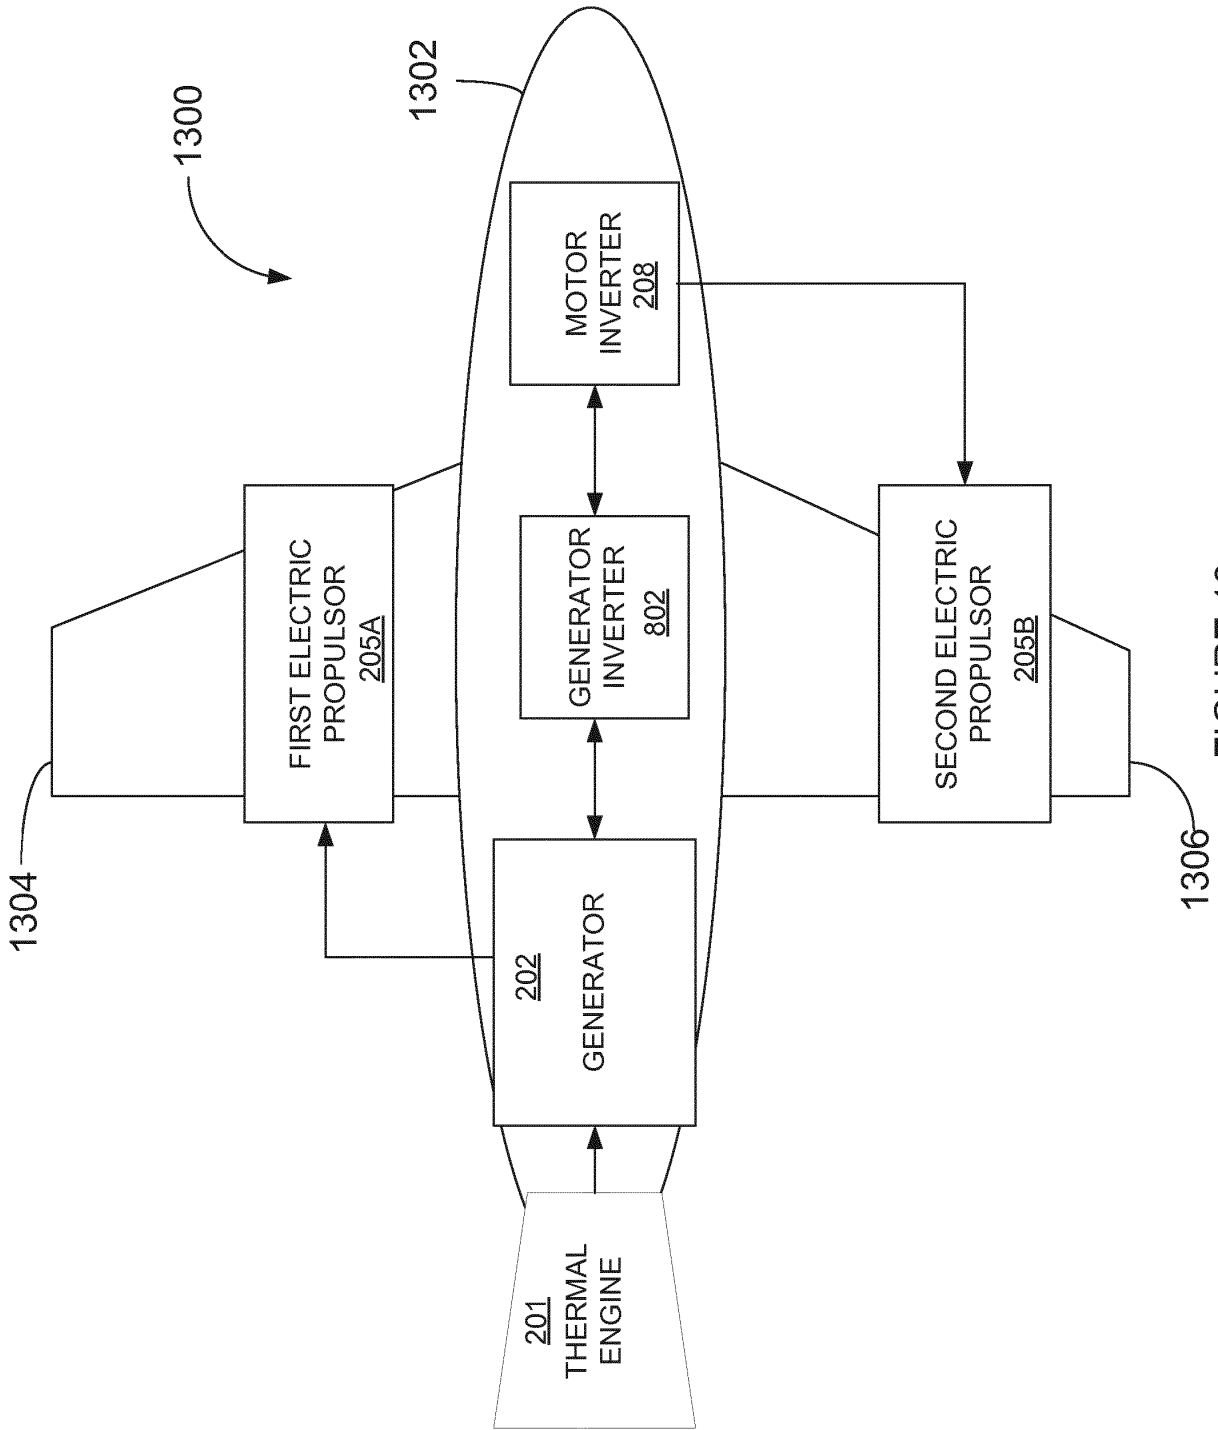 1300
1302
1304
FIRST ELECTRIC
PROPULSOR
205A
201
THERMAL
ENGINE
202
GENERATOR
GENERATOR
INVERTER
802
MOTOR
INVERTER
208
SECOND ELECTRIC
PROPULSOR
205B
1306